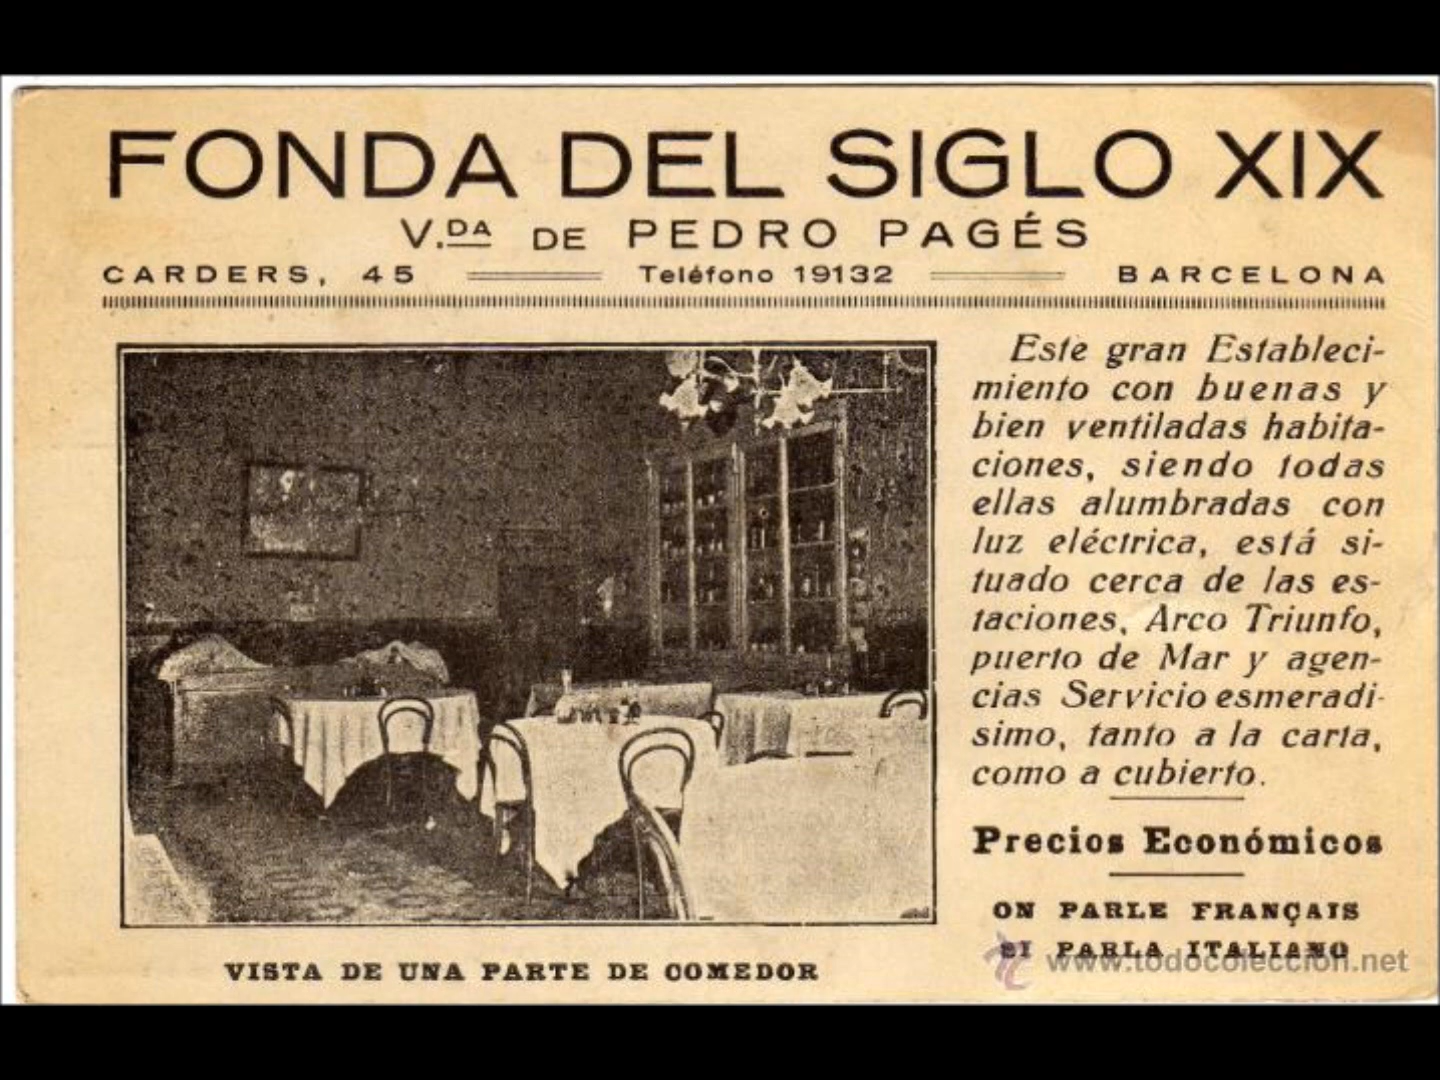 FONDA DEL SIGLO XIX
V.DA DE PEDRO PAGÉS
CARDERS, 45 Teléfono 19132 BARCELONA
Este gran Estableci-
miento con buenas y
bien ventiladas habita-
ciones, siendo todas
ellas alumbradas con
luz eléctrica, está si-
tuado cerca de las es-
taciones, Arco Triunfo,
puerto de Mar y agen-
cias Servicio esmeradi-
simo, tanto a la carta,
como a cubierto.
Precios Económicos
ON PARLE FRANÇAIS
SI PARLA ITALIANO
www.todocoleccion.net
VISTA DE UNA PARTE DE COMEDOR